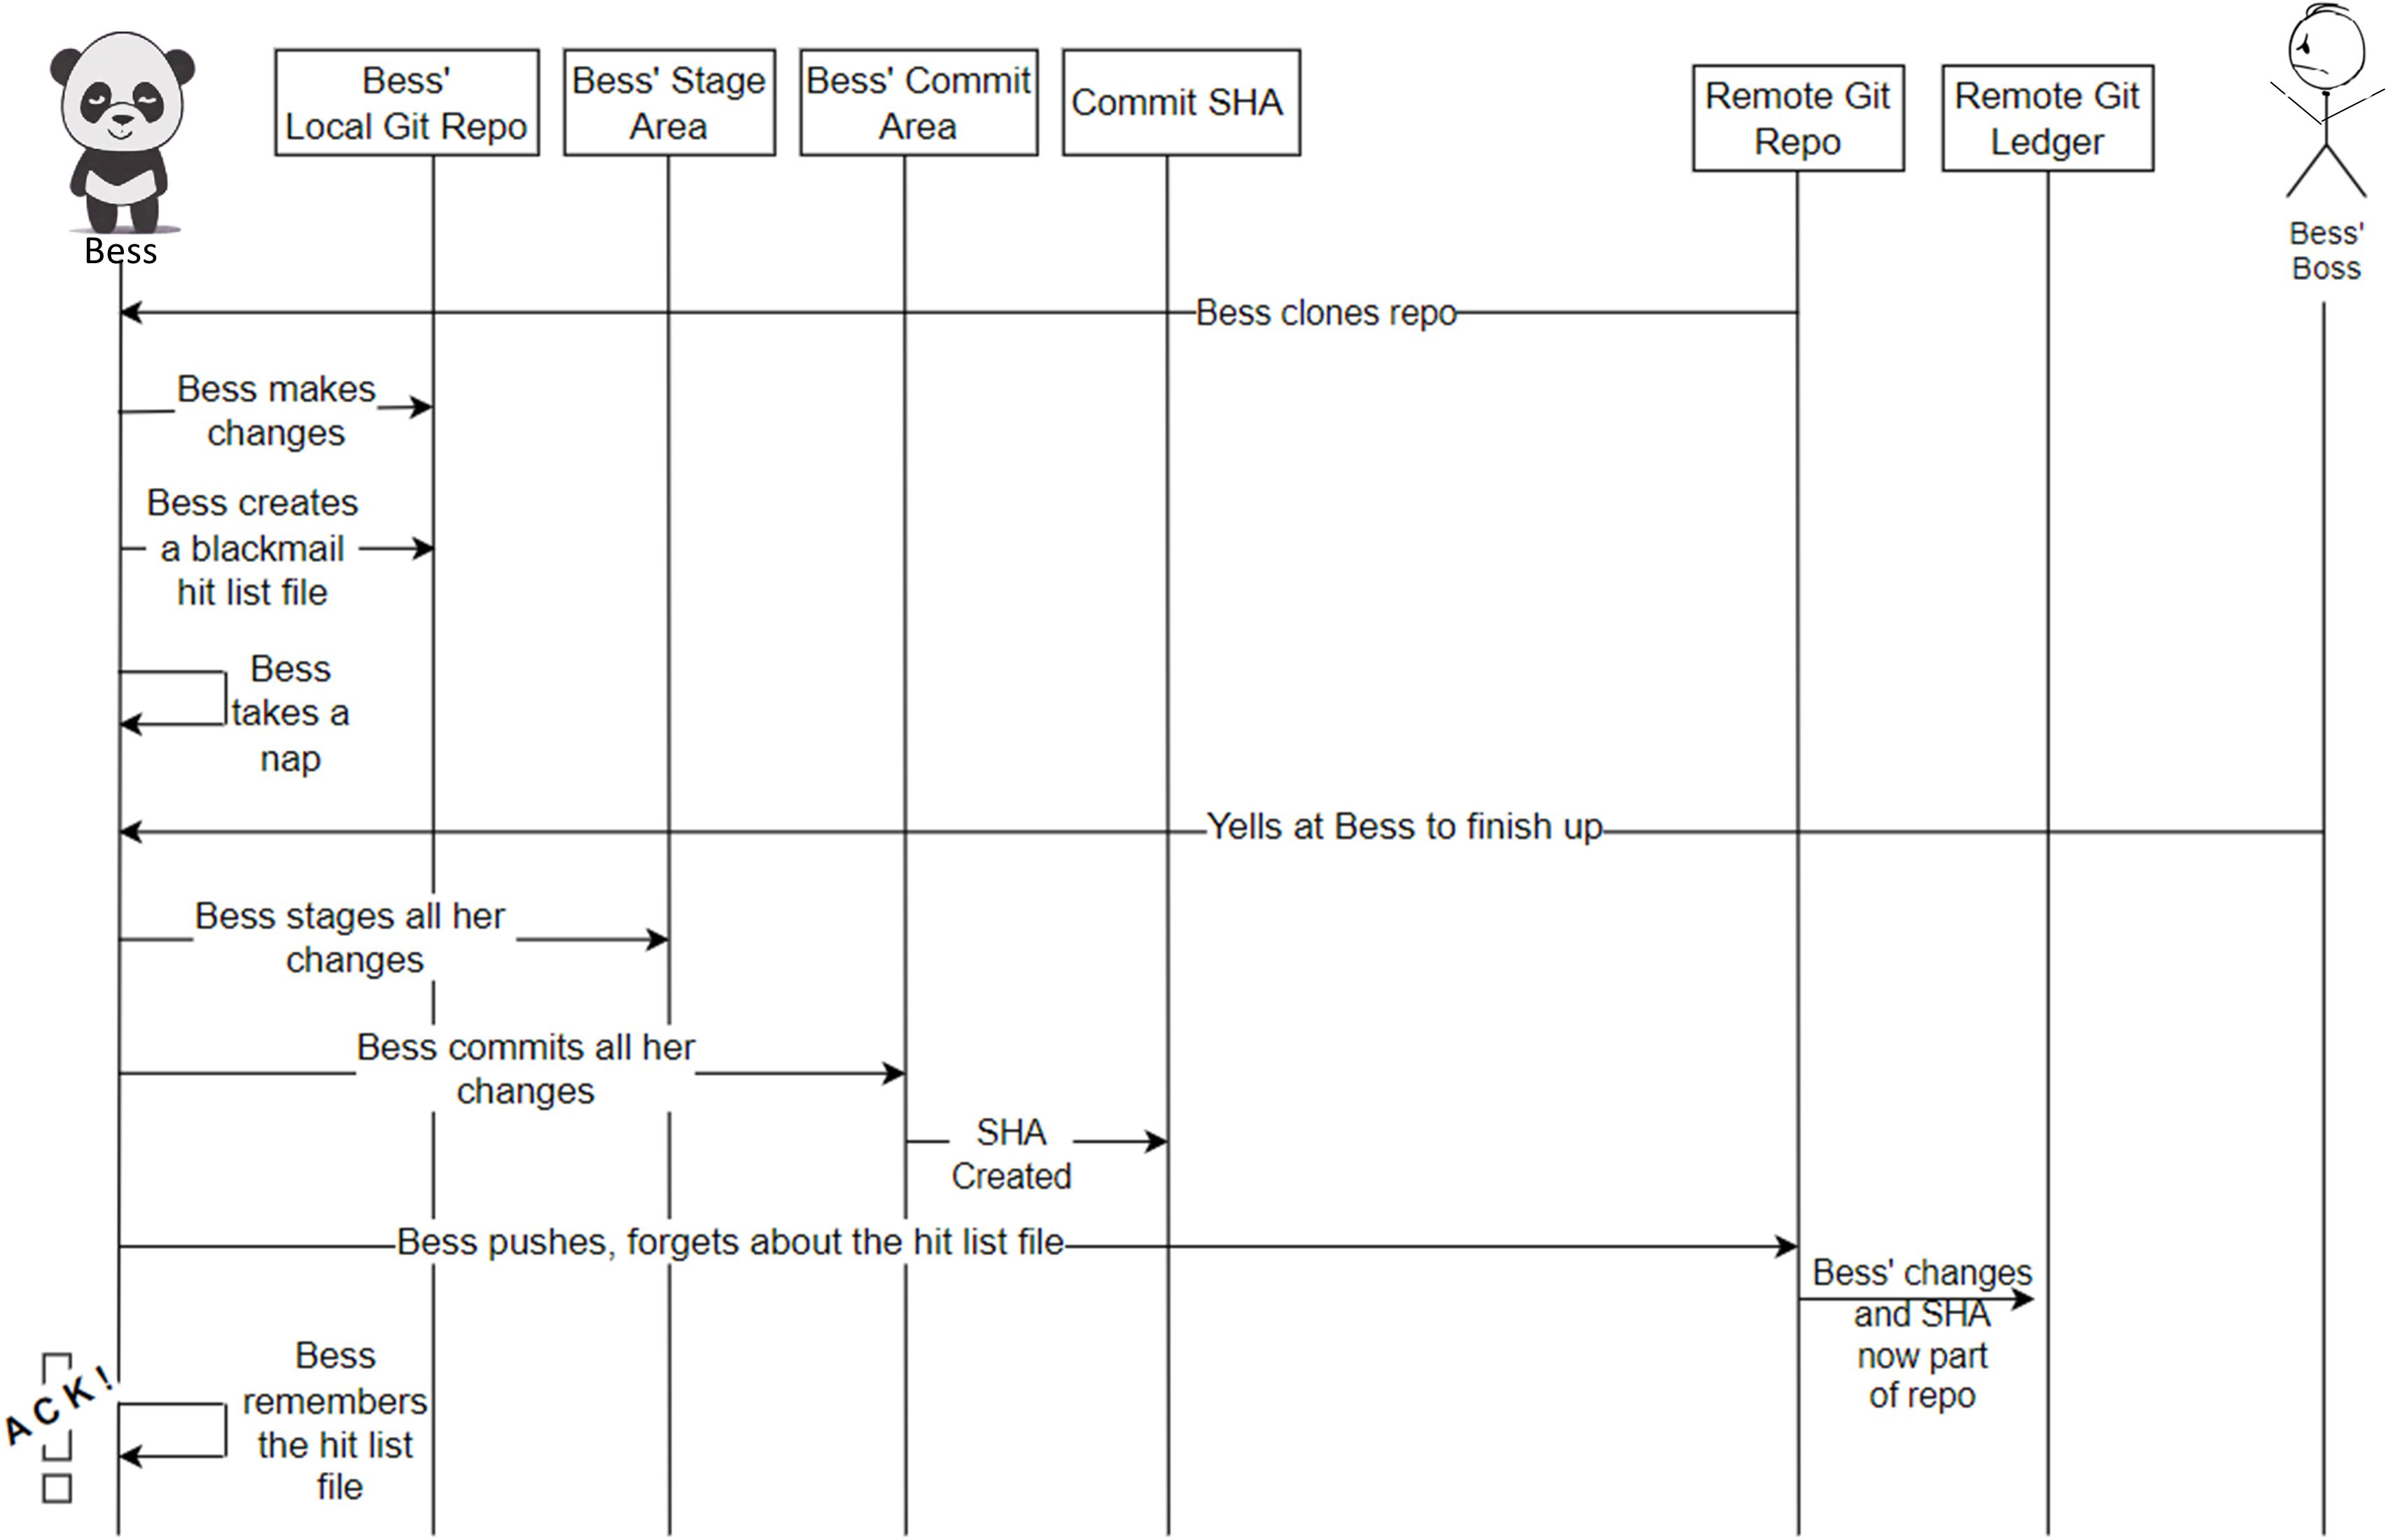 Bess'
Local Git Repo
Bess' Stage
Area
Bess' Commit
Area
Commit SHA
Remote Git
Repo
Remote Git
Ledger
Bess
Bess'
Boss
Bess clones repo
Bess makes
changes
Bess creates
a blackmail
hit list file
Bess
takes a
nap
Yells at Bess to finish up
Bess stages all her
changes
Bess commits all her
changes
SHA
Created
Bess pushes, forgets about the hit list file
Bess' changes
and SHA
now part
of repo
ACK!
Bess
remembers
the hit list
file